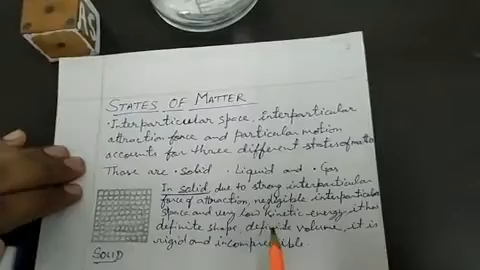 STATES OF MATTER
• Interparticular space, interparticular
attraction force and particular motion
accounts for three different states of matter
Those are • Solid • Liquid and • Gas
In solid, due to strong interparticular
force of attraction, negligible interparticular
space and very low kinetic energy, it has
definite shape, definite volume, it is
rigid and incompressible.
SOLID